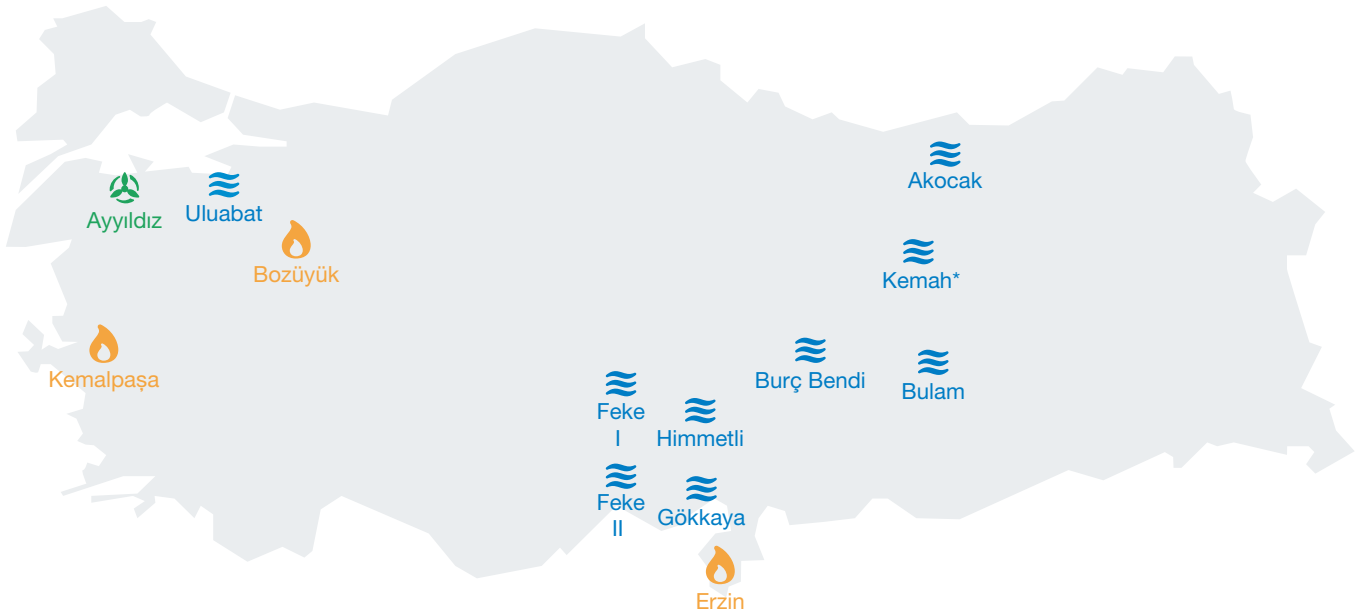 Akocak
Ayyıldız
Uluabat
Bozüyük
Kemah*
Kemalpaşa
Burç Bendi
Bulam
Feke
I
Himmetli
Feke
II
Gökkaya
Erzin